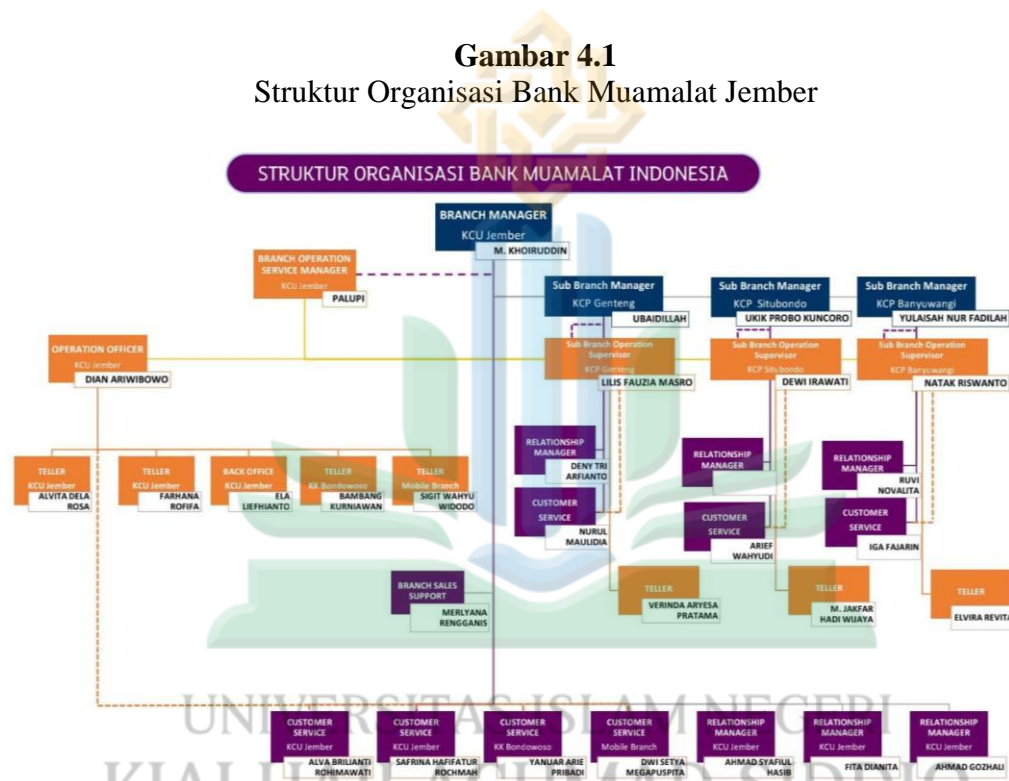 Gambar 4.1
Struktur Organisasi Bank Muamalat Jember
STRUKTUR ORGANISASI BANK MUAMALAT INDONESIA
BRANCH MANAGER
KCU Jember
M. KHOIRUDDIN
BRANCH OPERATION
SERVICE MANAGER
KCU Jember
PALUPI
Sub Branch Manager
KCP Genteng
UBAIDILLAH
Sub Branch Manager
KCP Situbondo
UKIK PROBO KUNCORO
Sub Branch Manager
KCP Banyuwangi
YULAISAH NUR FADILAH
OPERATION OFFICER
KCU Jember
DIAN ARIWIBOWO
Sub Branch Operation
Supervisor
KCP Genteng
LILIS FAUZIA MASRO
Sub Branch Operation
Supervisor
KCP Situbondo
DEWI IRAWATI
Sub Branch Operation
Supervisor
KCP Banyuwangi
NATAK RISWANTO
TELLER
KCU Jember
ALVITA DELA
ROSA
TELLER
KCU Jember
FARHANA
ROFIFA
BACK OFFICE
KCU Jember
ELA
LIEFHIANTO
TELLER
KK Bondowoso
BAMBANG
KURNIAWAN
TELLER
Mobile Branch
SIGIT WAHYU
WIDODO
RELATIONSHIP
MANAGER
DENY TRI
ARFIANTO
CUSTOMER
SERVICE
NURUL
MAULIDIA
RELATIONSHIP
MANAGER
CUSTOMER
SERVICE
ARIEF
WAHYUDI
RELATIONSHIP
MANAGER
RUVI
NOVALITA
CUSTOMER
SERVICE
IGA FAJARIN
BRANCH SALES
SUPPORT
MERLYANA
RENGGANIS
TELLER
VERINDA ARYESA
PRATAMA
TELLER
M. JAKFAR
HADI WIJAYA
TELLER
ELVIRA REVITA
UNIVERSITAS ISLAM NEGERI
CUSTOMER
SERVICE
KCU Jember
ALVA BRILIANTI
ROHIMAWATI
CUSTOMER
SERVICE
KCU Jember
SAFRINA HAFIFATUR
ROCHMAH
CUSTOMER
SERVICE
KK Bondowoso
YANUAR ARIE
PRIBADI
CUSTOMER
SERVICE
Mobile Branch
DWI SETYA
MEGAPUSPITA
RELATIONSHIP
MANAGER
KCU Jember
AHMAD SYAFIUL
HASIB
RELATIONSHIP
MANAGER
KCU Jember
FITA DIANITA
RELATIONSHIP
MANAGER
KCU Jember
AHMAD GOZHALI